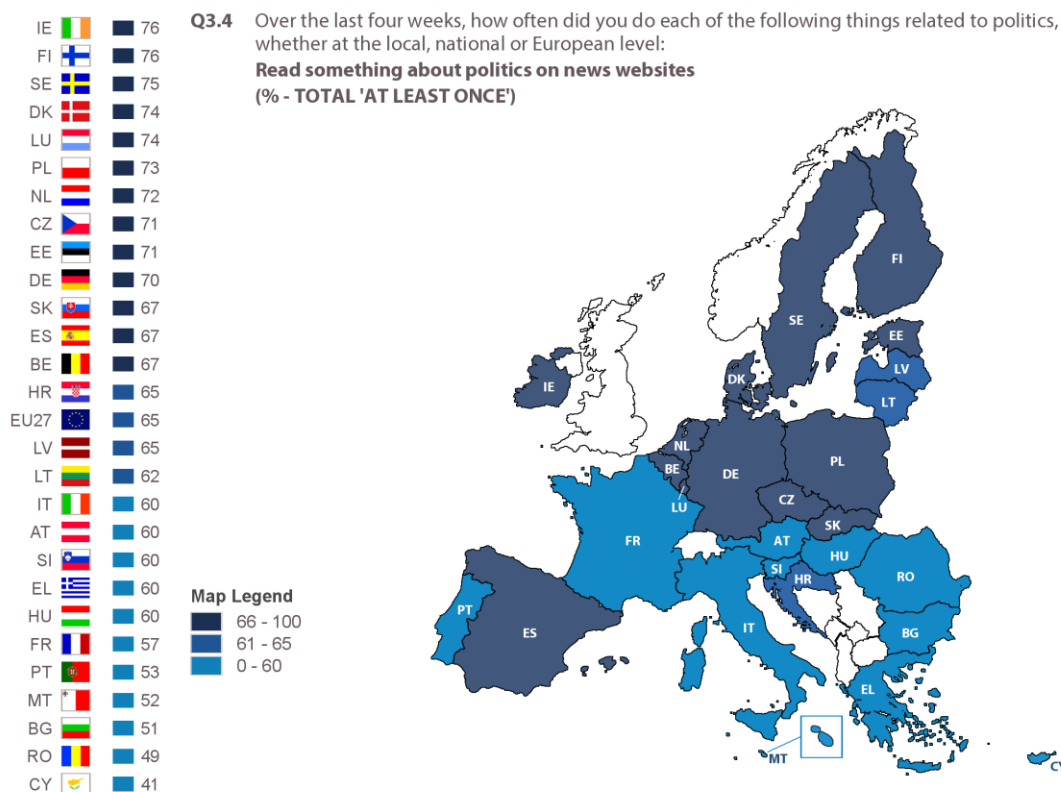 Q3.4 Over the last four weeks, how often did you do each of the following things related to politics,
whether at the local, national or European level:
Read something about politics on news websites
(% - TOTAL 'AT LEAST ONCE')
IE 76
FI 76
SE 75
DK 74
LU 74
PL 73
NL 72
CZ 71
EE 71
DE 70
SK 67
ES 67
BE 67
HR 65
EU27 65
LV 65
LT 62
IT 60
AT 60
SI 60
EL 60
HU 60
FR 57
PT 53
MT 52
BG 51
RO 49
CY 41
Map Legend
66 - 100
61 - 65
0 - 60
FI
SE
EE
LV
LT
DK
IE
NL
BE
LU
DE
PL
CZ
SK
FR
AT
HU
SI
HR
RO
PT
ES
IT
BG
EL
MT
CY